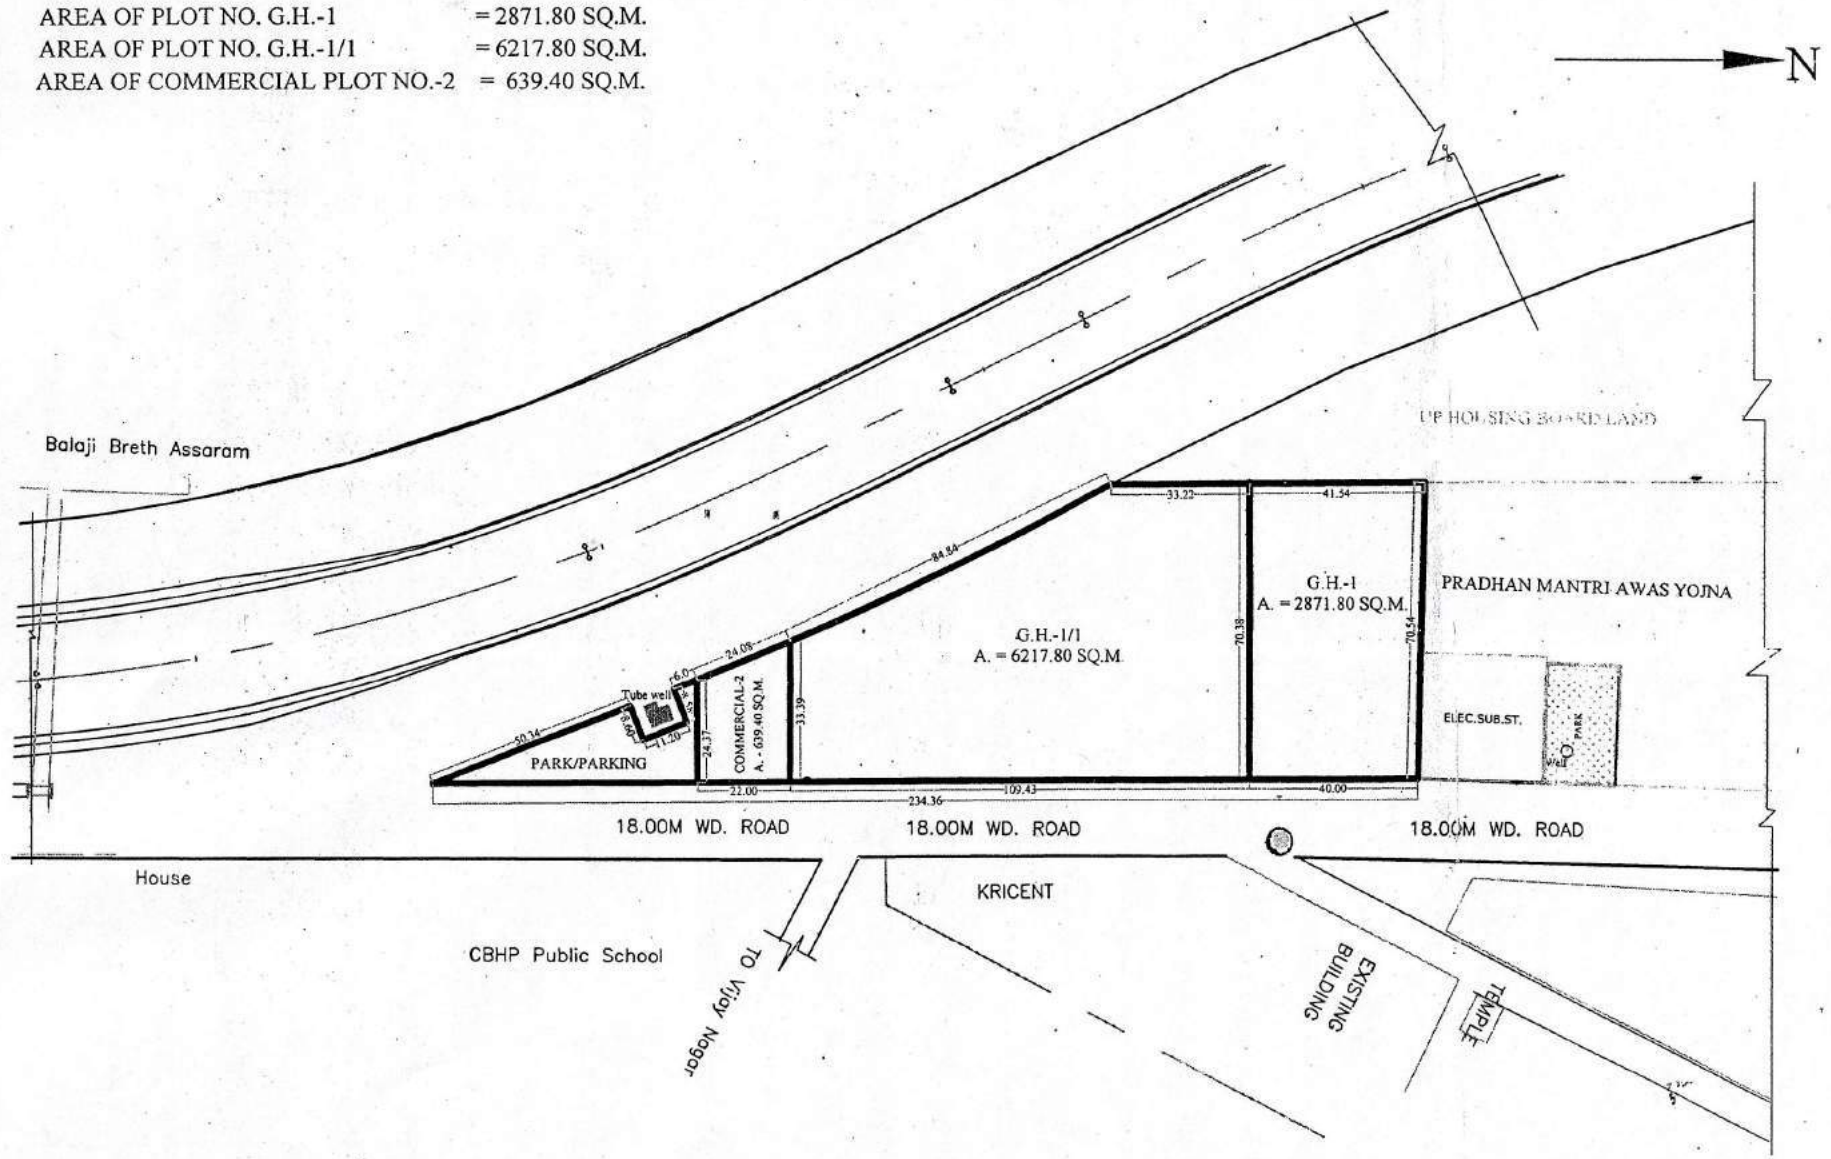 AREA OF PLOT NO. G.H.-1 = 2871.80 SQ.M.
AREA OF PLOT NO. G.H.-1/1 = 6217.80 SQ.M.
AREA OF COMMERCIAL PLOT NO.-2 = 639.40 SQ.M.
N
UP HOUSING BOARD LAND
Balaji Breth Assaram
33.22
41.54
84.84
G.H.-1
A. = 2871.80 SQ.M.
PRADHAN MANTRI AWAS YOJNA
70.38
70.54
G.H.-1/1
A. = 6217.80 SQ.M.
24.08
6.0
Tube well
8.60
11.20
50.34
PARK/PARKING
24.37
COMMERCIAL-2
A. - 639.40 SQ.M.
33.39
ELEC.SUB.ST.
PARK
Well
22.00
109.43
40.00
234.36
18.00M WD. ROAD
18.00M WD. ROAD
18.00M WD. ROAD
House
KRICENT
CBHP Public School
TO Vijay Nagar
EXISTING
BUILDING
TEMPLE